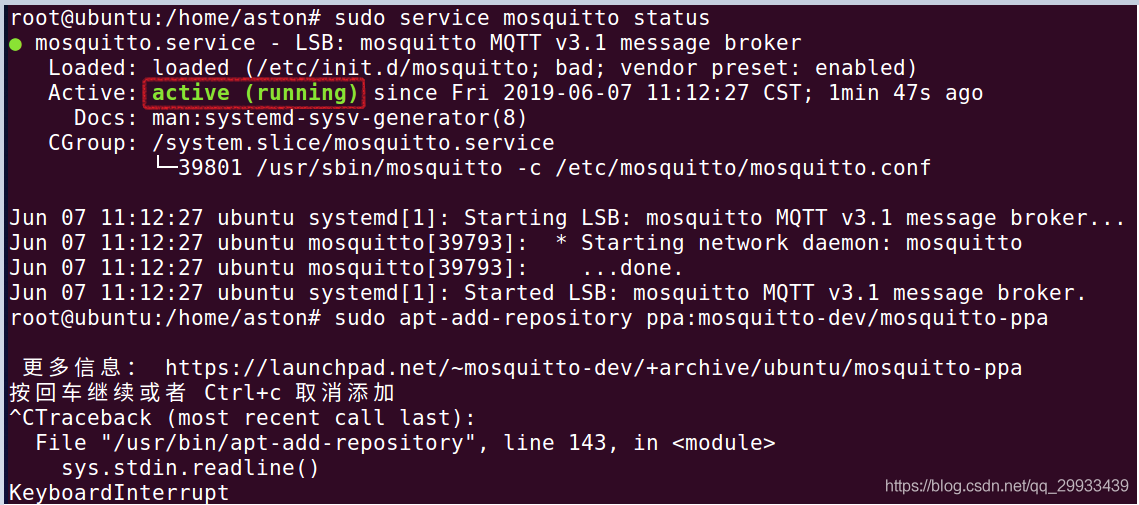 root@ubuntu:/home/aston# sudo service mosquitto status
● mosquitto.service - LSB: mosquitto MQTT v3.1 message broker
   Loaded: loaded (/etc/init.d/mosquitto; bad; vendor preset: enabled)
   Active: active (running) since Fri 2019-06-07 11:12:27 CST; 1min 47s ago
     Docs: man:systemd-sysv-generator(8)
   CGroup: /system.slice/mosquitto.service
           └─39801 /usr/sbin/mosquitto -c /etc/mosquitto/mosquitto.conf
Jun 07 11:12:27 ubuntu systemd[1]: Starting LSB: mosquitto MQTT v3.1 message broker...
Jun 07 11:12:27 ubuntu mosquitto[39793]:  * Starting network daemon: mosquitto
Jun 07 11:12:27 ubuntu mosquitto[39793]:    ...done.
Jun 07 11:12:27 ubuntu systemd[1]: Started LSB: mosquitto MQTT v3.1 message broker.
root@ubuntu:/home/aston# sudo apt-add-repository ppa:mosquitto-dev/mosquitto-ppa
 更多信息： https://launchpad.net/~mosquitto-dev/+archive/ubuntu/mosquitto-ppa
按回车继续或者 Ctrl+c 取消添加
^CTraceback (most recent call last):
  File "/usr/bin/apt-add-repository", line 143, in <module>
    sys.stdin.readline()
KeyboardInterrupt
https://blog.csdn.net/qq_29933439